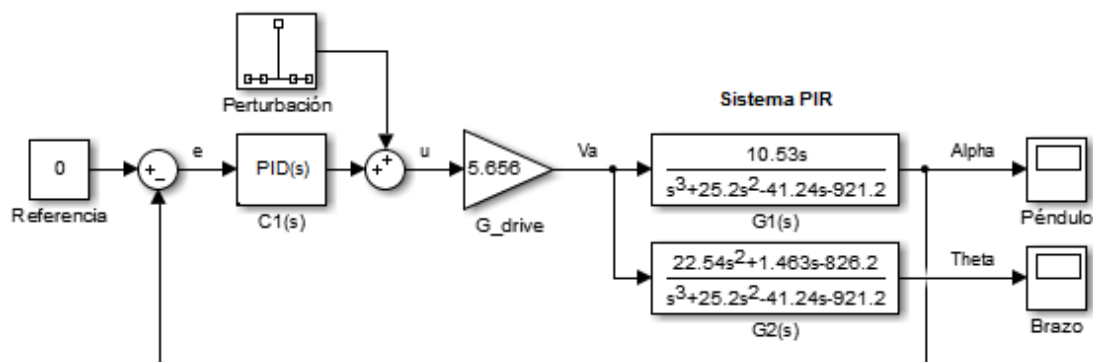 Perturbación
Sistema PIR
0
Referencia
+
−
e
PID(s)
C1(s)
+
+
u
5.656
G_drive
Va
10.53s
s³+25.2s²-41.24s-921.2
G1(s)
Alpha
Péndulo
22.54s²+1.463s-826.2
s³+25.2s²-41.24s-921.2
G2(s)
Theta
Brazo